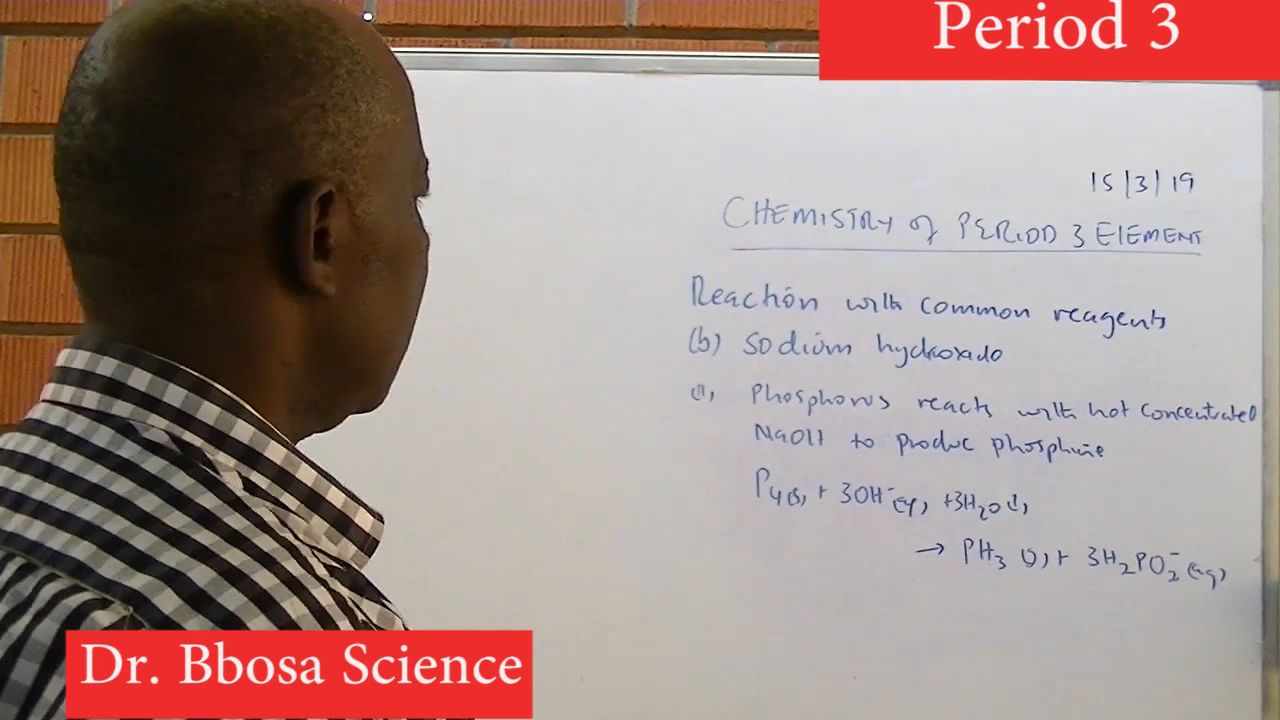 Period 3
15/3/19
CHEMISTRY of PERIOD 3 ELEMENT
Reaction with common reagents
(b) Sodium hydroxide
(i) Phosphorus reacts with hot concentrated
NaOH to produc phosphine
P4(s) + 3OH-(aq) + 3H2O(l)
→ PH3 (g) + 3H2PO2-(aq)
Dr. Bbosa Science